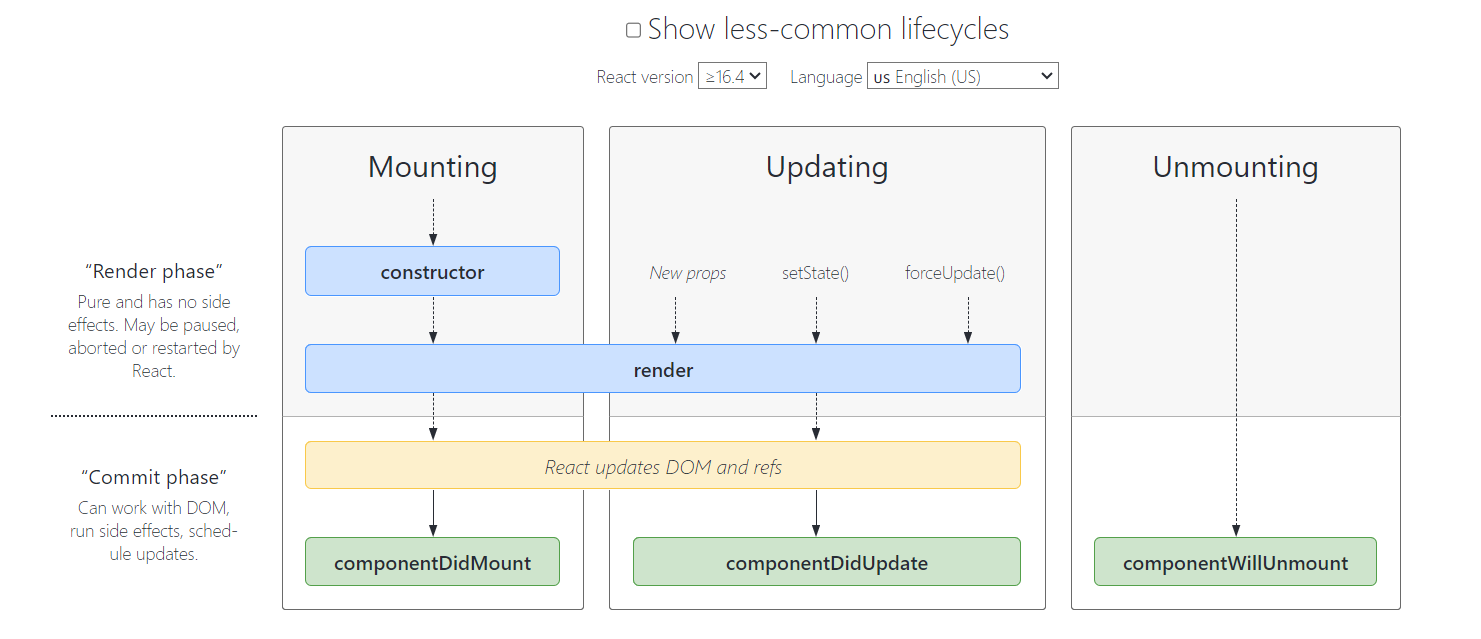 Show less-common lifecycles
React version ≥16.4 Language us English (US)
Mounting Updating Unmounting
“Render phase”
Pure and has no side
effects. May be paused,
aborted or restarted by
React.
constructor
New props setState() forceUpdate()
render
“Commit phase”
Can work with DOM,
run side effects, sched-
ule updates.
React updates DOM and refs
componentDidMount componentDidUpdate componentWillUnmount